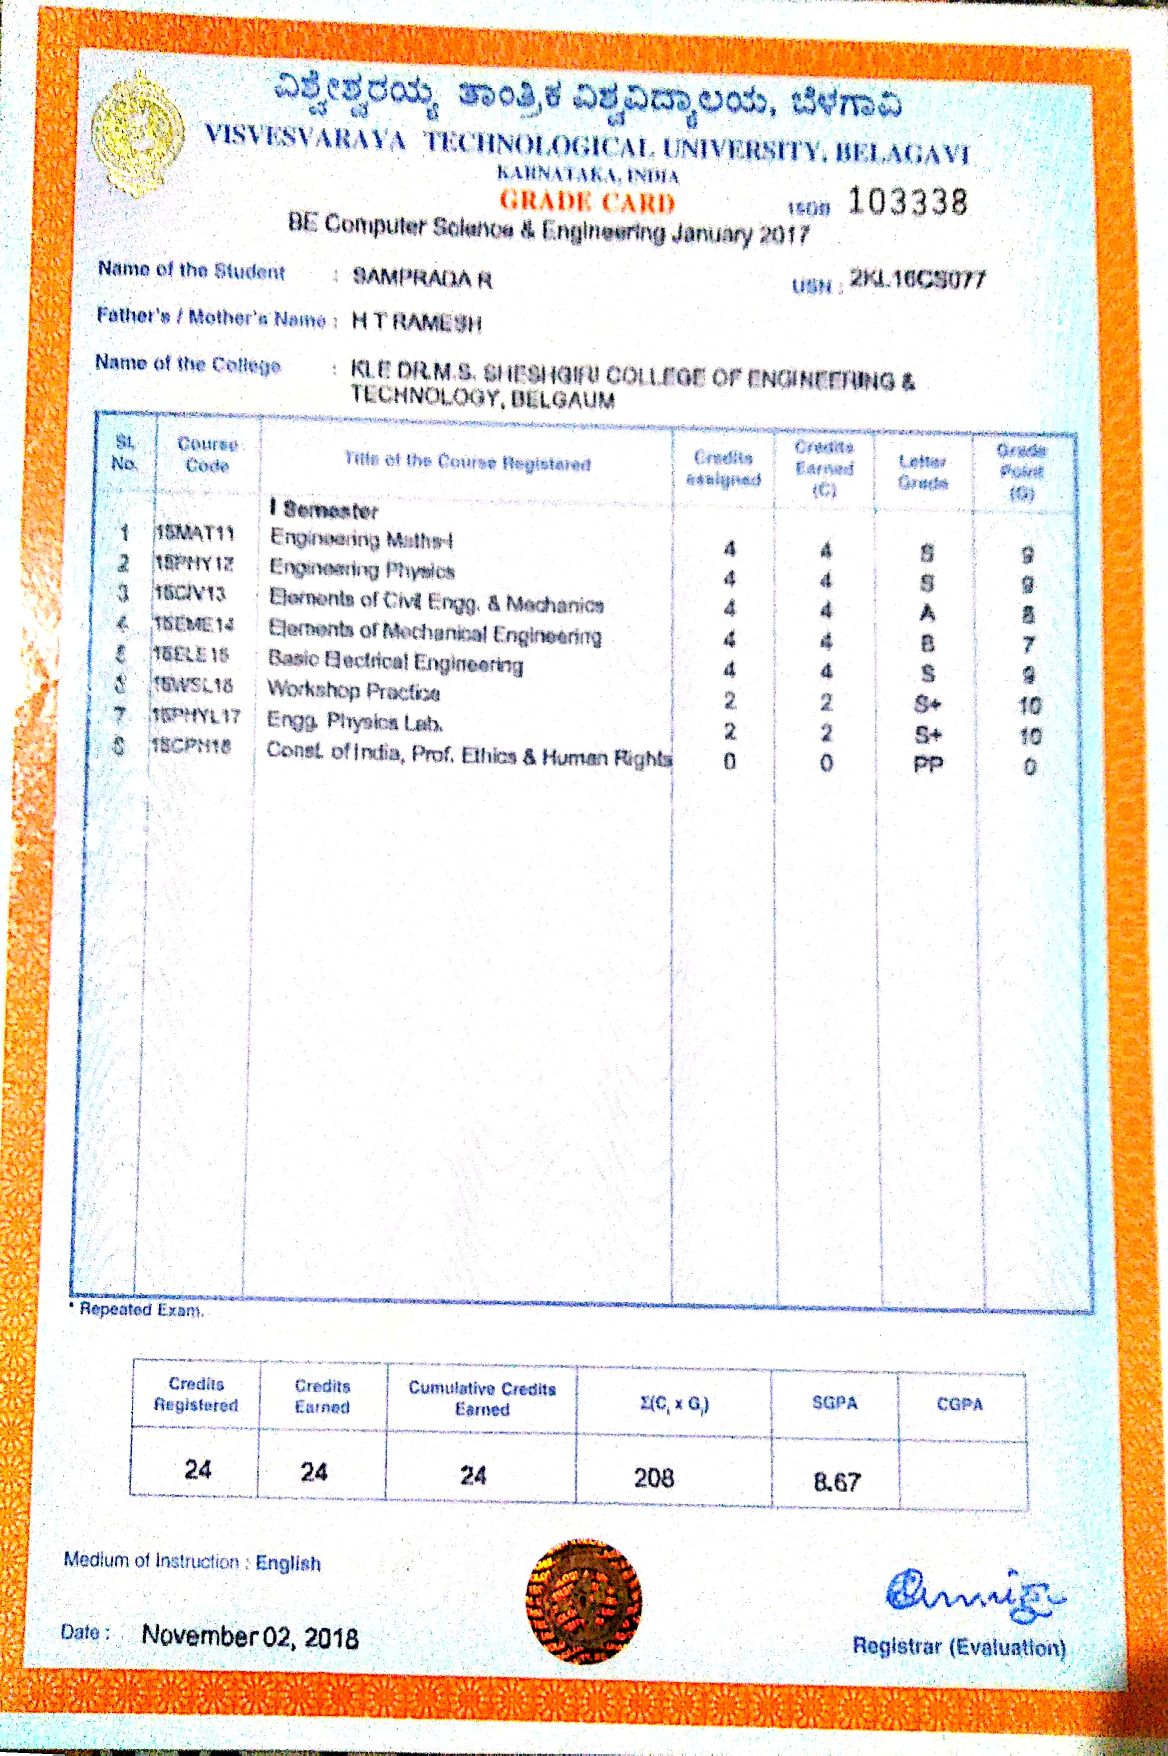 ವಿಶ್ವೇಶ್ವರಯ್ಯ ತಾಂತ್ರಿಕ ವಿಶ್ವವಿದ್ಯಾಲಯ, ಬೆಳಗಾವಿ
VISVESVARAYA TECHNOLOGICAL UNIVERSITY, BELAGAVI
KARNATAKA, INDIA
GRADE CARD
103338
BE Computer Science & Engineering January 2017
Name of the Student : SAMPRADA R
USN : 2KL16CS077
Father's / Mother's Name : H T RAMESH
Name of the College : KLE DR.M.S. SHESHGIRI COLLEGE OF ENGINEERING &
TECHNOLOGY, BELGAUM
Sl. No. Course Code Title of the Course Registered Credits assigned Credits Earned (C) Letter Grade Grade Point (G)
I Semester
1 15MAT11 Engineering Maths-I 4 4 S 9
2 15PHY12 Engineering Physics 4 4 S 9
3 15CIV13 Elements of Civil Engg. & Mechanics 4 4 A 8
4 15EME14 Elements of Mechanical Engineering 4 4 B 7
5 15ELE15 Basic Electrical Engineering 4 4 S 9
6 15WSL16 Workshop Practice 2 2 S+ 10
7 15PHYL17 Engg. Physics Lab. 2 2 S+ 10
8 15CPH18 Const. of India, Prof. Ethics & Human Rights 0 0 PP 0
* Repeated Exam.
Credits Registered Credits Earned Cumulative Credits Earned Σ(Ci x Gi) SGPA CGPA
24 24 24 208 8.67
Medium of Instruction : English
Date : November 02, 2018
Registrar (Evaluation)